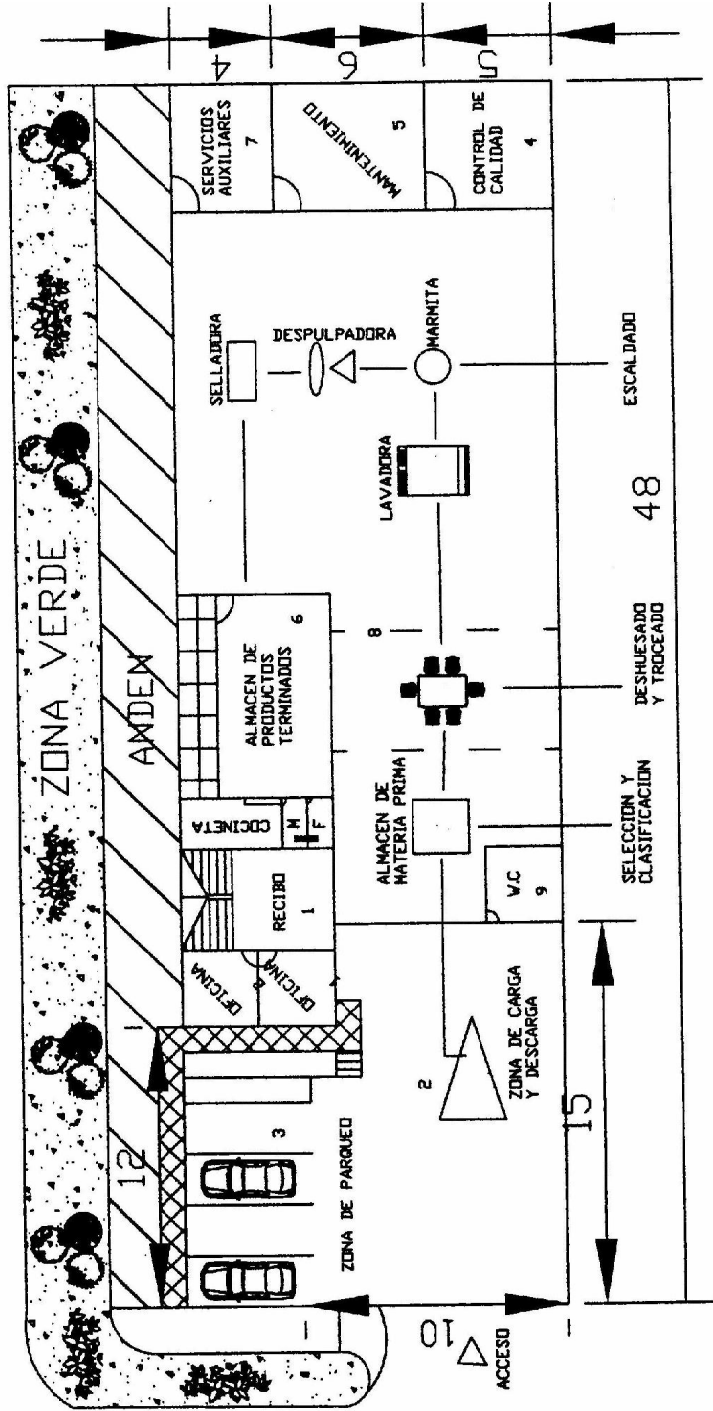 ZONA VERDE
ANDEN
12
4
6
5
SERVICIOS
AUXILIARES
7
MANTENIMIENTO
5
CONTROL DE
CALIDAD
4
OFICINA
OFICINA
RECIBO
1
COCINETA
M
F
ALMACEN DE
PRODUCTOS
TERMINADOS
6
SELLADORA
DESPULPADORA
MARMITA
LAVADORA
3
ZONA DE PARQUEO
8
ALMACEN DE
MATERIA PRIMA
2
10
ACCESO
W.C
9
ZONA DE CARGA
Y DESCARGA
15
SELECCION Y
CLASIFICACION
DESHUESADO
Y TROCEADO
ESCALDADO
48